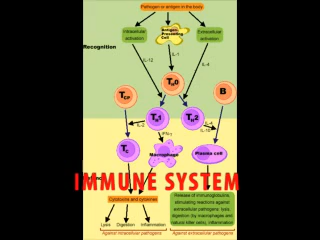 Pathogen or antigen in the body
Intracellular
activation
Antigen
Presenting
Cell
Extracellular
activation
Recognition
IL-12
IL-1
IL-4
TH0
TCP
B
TH1
TH2
IL-2
IFN-γ
IL-4
IL-10
TC
Macrophage
Plasma cell
IMMUNE SYSTEM
Cytotoxins and cytokines
Release of immunoglobulins,
stimulating reactions against
extracellular pathogens: lysis,
digestion (by macrophages and
natural killer cells), inflammation
Lysis
Digestion
Inflammation
Against intracellular pathogens
Against extracellular pathogens